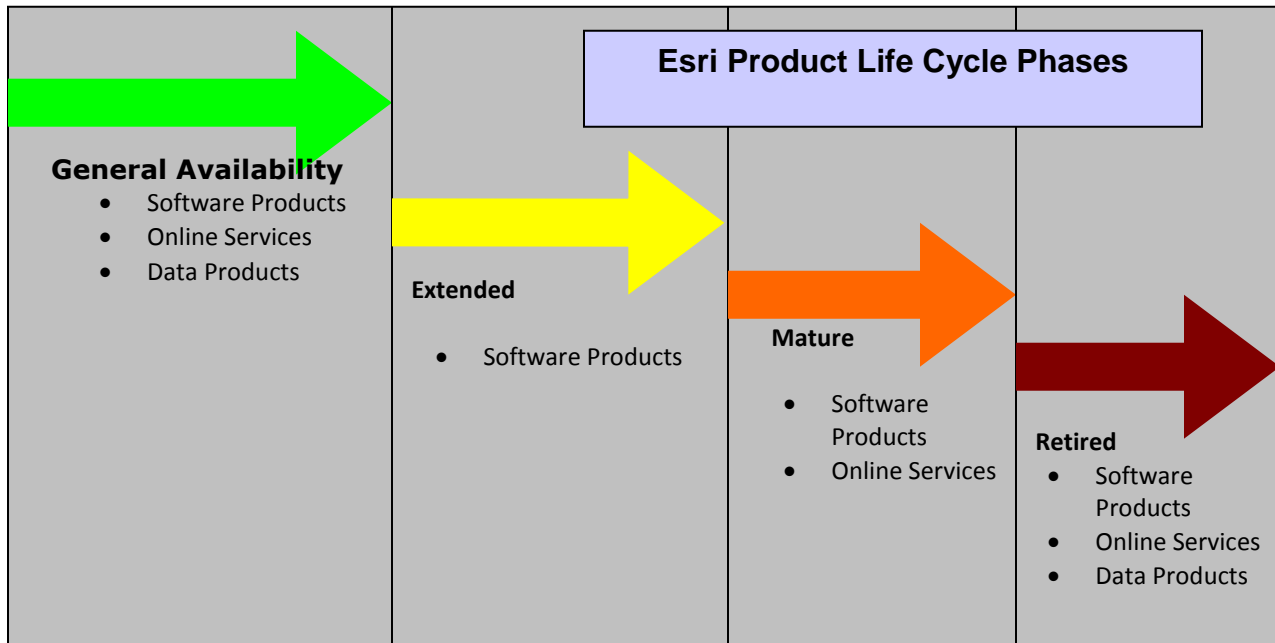 Esri Product Life Cycle Phases
General Availability
• Software Products
• Online Services
• Data Products
Extended
• Software Products
Mature
• Software
Products
• Online Services
Retired
• Software
Products
• Online Services
• Data Products